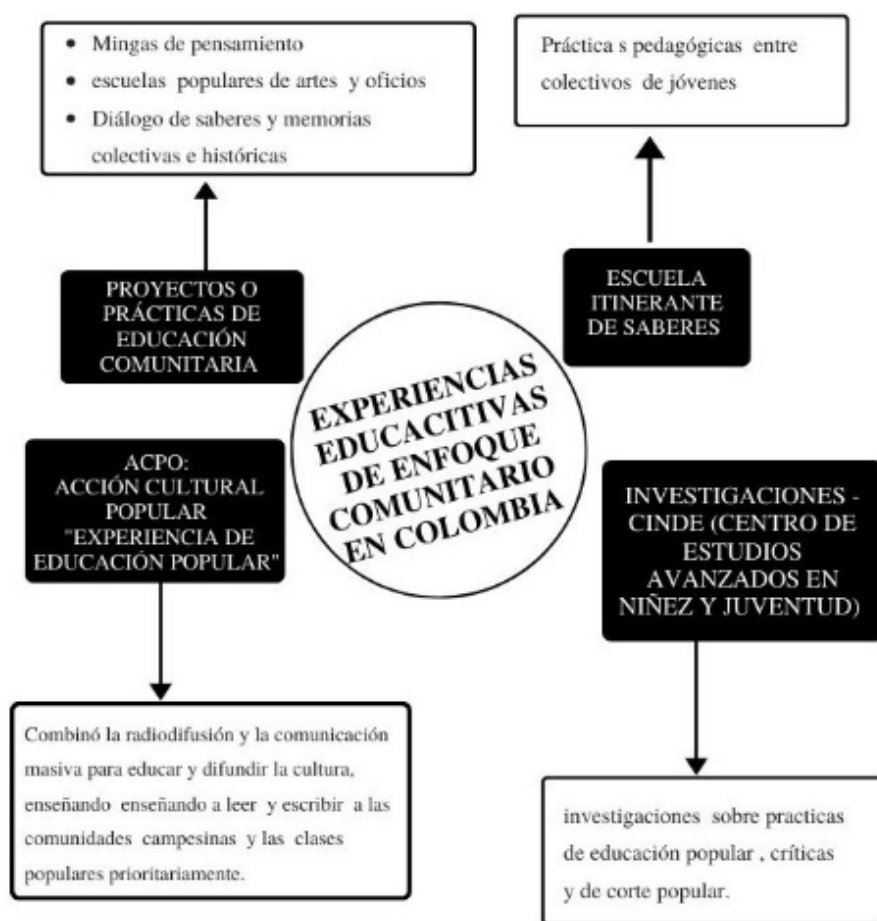 Mingas de pensamiento
escuelas populares de artes y oficios
Diálogo de saberes y memorias
colectivas e históricas
Práctica s pedagógicas entre
colectivos de jóvenes
PROYECTOS O
PRÁCTICAS DE
EDUCACIÓN
COMUNITARIA
ESCUELA
ITINERANTE
DE SABERES
EXPERIENCIAS
EDUCACITIVAS
DE ENFOQUE
COMUNITARIO
EN COLOMBIA
ACPO:
ACCIÓN CULTURAL
POPULAR
"EXPERIENCIA DE
EDUCACIÓN POPULAR"
INVESTIGACIONES -
CINDE (CENTRO DE
ESTUDIOS
AVANZADOS EN
NIÑEZ Y JUVENTUD)
Combinó la radiodifusión y la comunicación
masiva para educar y difundir la cultura,
enseñando enseñando a leer y escribir a las
comunidades campesinas y las clases
populares prioritariamente.
investigaciones sobre practicas
de educación popular , críticas
y de corte popular.